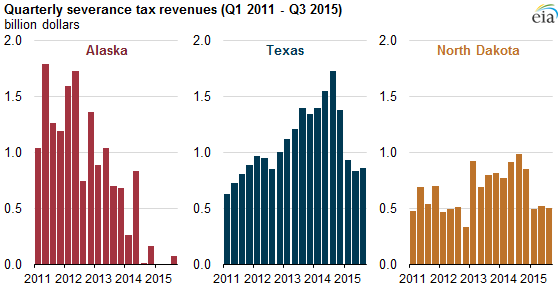 Quarterly severance tax revenues (Q1 2011 - Q3 2015)
billion dollars
eia
Alaska
2.0
1.5
1.0
0.5
0.0
2011 2012 2013 2014 2015
Texas
2.0
1.5
1.0
0.5
0.0
2011 2012 2013 2014 2015
North Dakota
2.0
1.5
1.0
0.5
0.0
2011 2012 2013 2014 2015